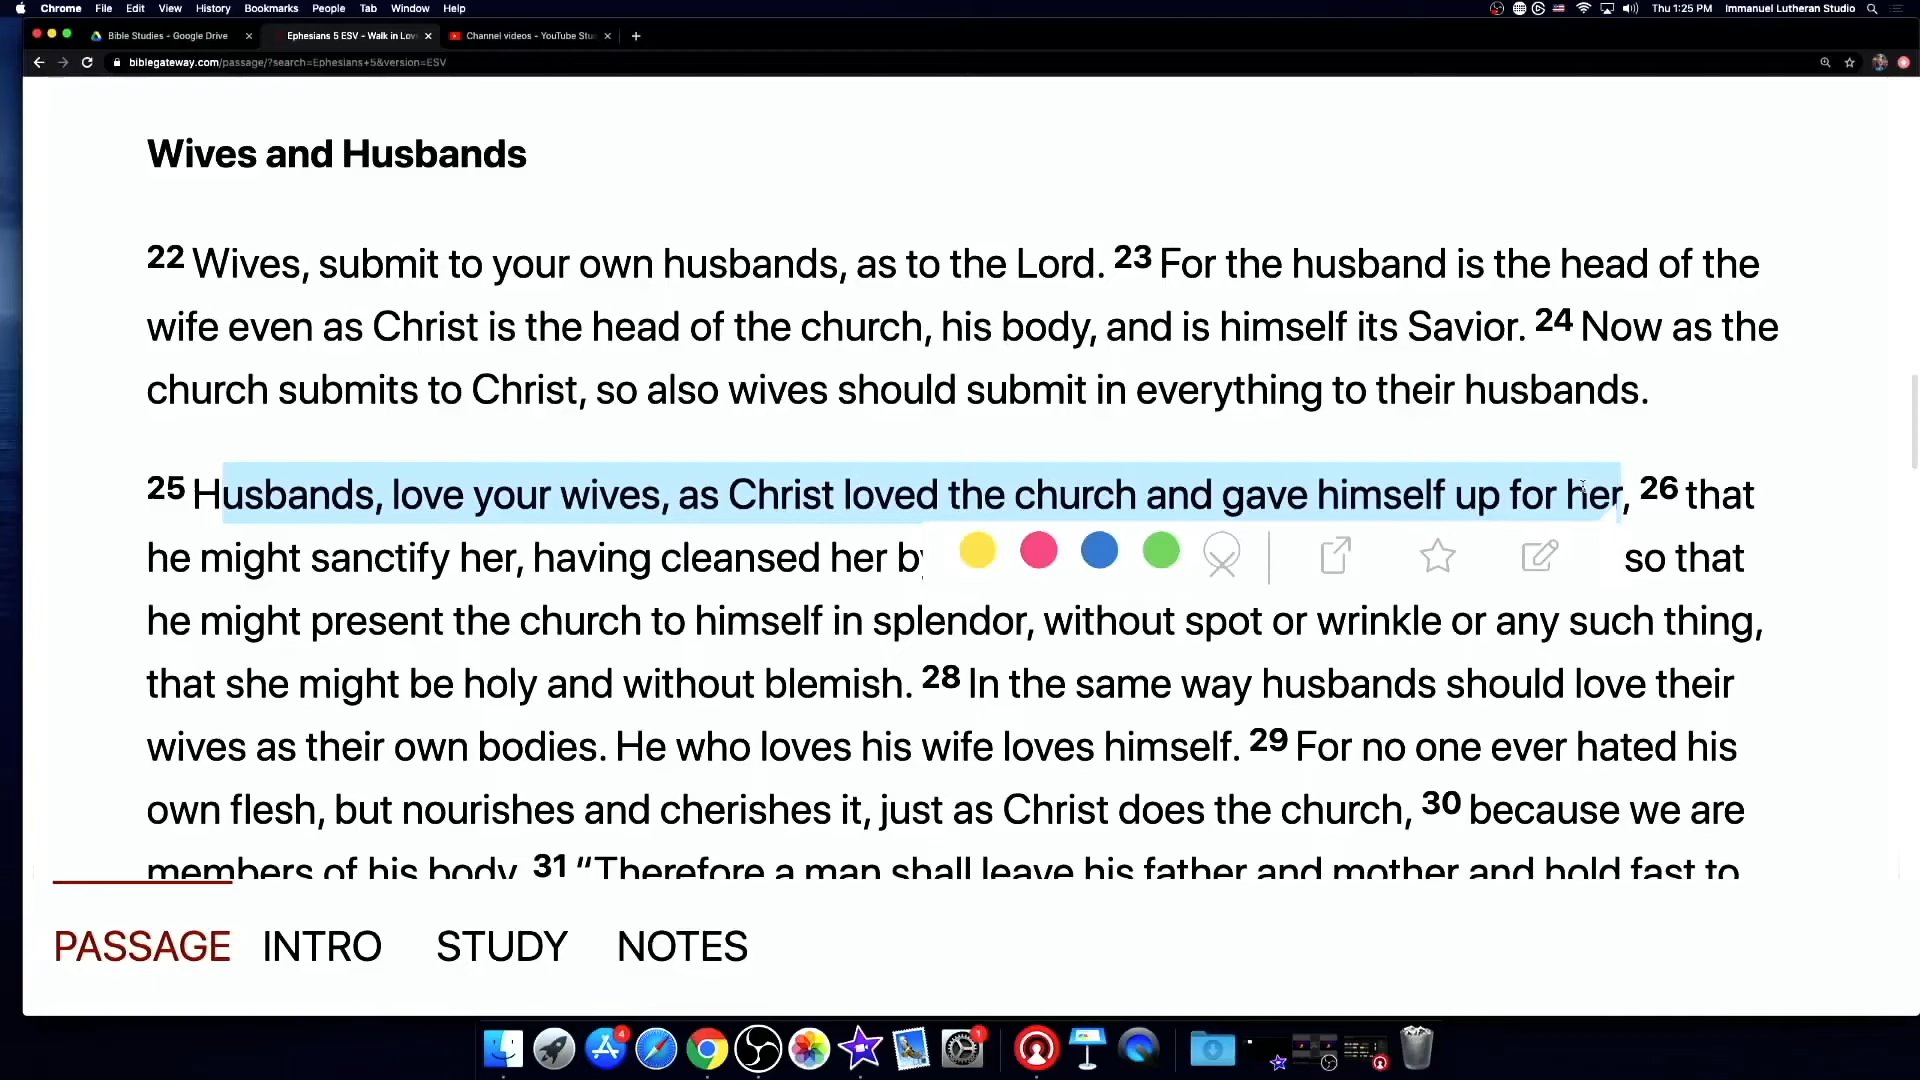 Chrome File Edit View History Bookmarks People Tab Window Help Thu 1:25 PM Immanuel Lutheran Studio
Bible Studies - Google Drive Ephesians 5 ESV - Walk in Lov Channel videos - YouTube Stu
biblegateway.com/passage/?search=Ephesians+5&version=ESV
Wives and Husbands
22 Wives, submit to your own husbands, as to the Lord. 23 For the husband is the head of the
wife even as Christ is the head of the church, his body, and is himself its Savior. 24 Now as the
church submits to Christ, so also wives should submit in everything to their husbands.
25 Husbands, love your wives, as Christ loved the church and gave himself up for her, 26 that
he might sanctify her, having cleansed her by so that
he might present the church to himself in splendor, without spot or wrinkle or any such thing,
that she might be holy and without blemish. 28 In the same way husbands should love their
wives as their own bodies. He who loves his wife loves himself. 29 For no one ever hated his
own flesh, but nourishes and cherishes it, just as Christ does the church, 30 because we are
members of his body. 31 “Therefore a man shall leave his father and mother and hold fast to
PASSAGE INTRO STUDY NOTES
4 1